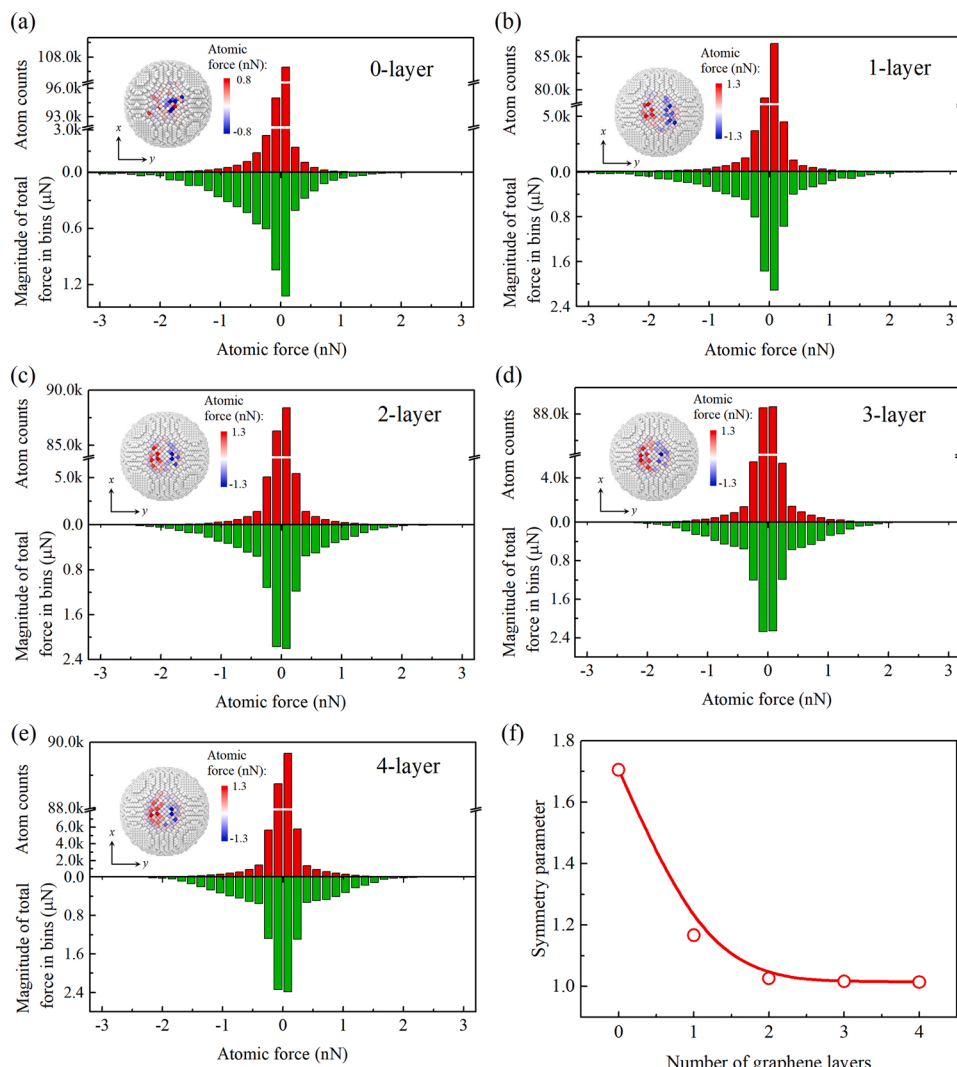 (a)
108.0k
96.0k
93.0k
3.0k
0.0
0.6
1.2
Atom counts
Magnitude of total
force in bins (μN)
Atomic
force (nN):
0.8
-0.8
x
y
0-layer
-3 -2 -1 0 1 2 3
Atomic force (nN)
(b)
85.0k
80.0k
5.0k
0.0
0.8
1.6
2.4
Atom counts
Magnitude of total
force in bins (μN)
Atomic
force (nN):
1.3
-1.3
x
y
1-layer
-3 -2 -1 0 1 2 3
Atomic force (nN)
(c)
90.0k
85.0k
5.0k
0.0
0.8
1.6
2.4
Atom counts
Magnitude of total
force in bins (μN)
Atomic
force (nN):
1.3
-1.3
x
y
2-layer
-3 -2 -1 0 1 2 3
Atomic force (nN)
(d)
88.0k
4.0k
0.0
0.8
1.6
2.4
Atom counts
Magnitude of total
force in bins (μN)
Atomic
force (nN):
1.3
-1.3
x
y
3-layer
-3 -2 -1 0 1 2 3
Atomic force (nN)
(e)
90.0k
88.0k
6.0k
4.0k
2.0k
0.0
0.8
1.6
2.4
Atom counts
Magnitude of total
force in bins (μN)
Atomic
force (nN):
1.3
-1.3
x
y
4-layer
-3 -2 -1 0 1 2 3
Atomic force (nN)
(f)
1.8
1.6
1.4
1.2
1.0
Symmetry parameter
0 1 2 3 4
Number of graphene layers